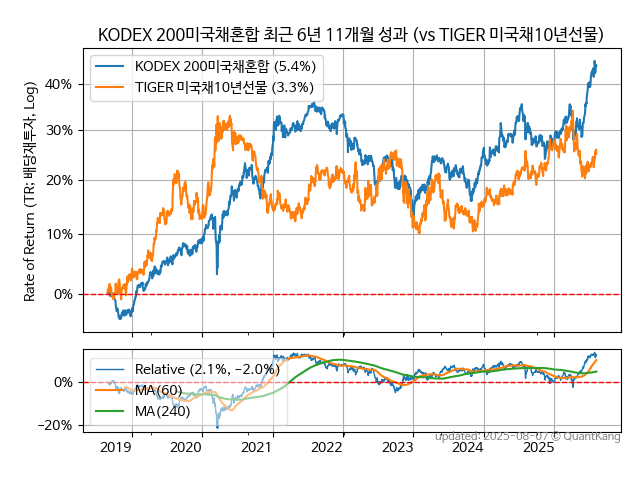 KODEX 200미국채혼합 최근 6년 11개월 성과 (vs TIGER 미국채10년선물)
Rate of Return (TR: 배당재투자, Log)
KODEX 200미국채혼합 (5.4%)
TIGER 미국채10년선물 (3.3%)
40%
30%
20%
10%
0%
Relative (2.1%, −2.0%)
MA(60)
MA(240)
0%
−20%
2019 2020 2021 2022 2023 2024 2025
updated: 2025-08-07 © QuantKang